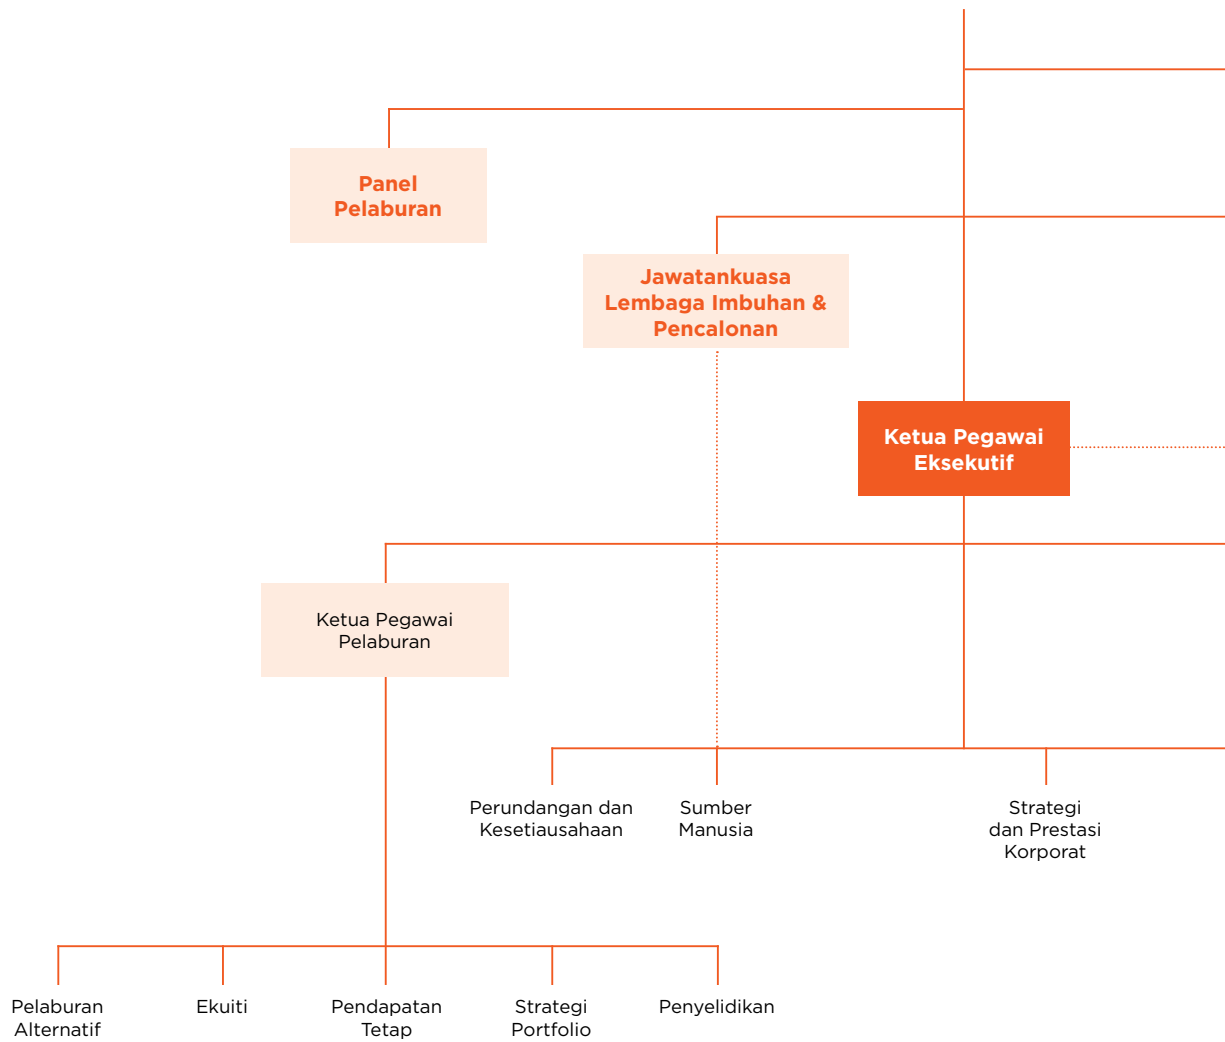 Panel
Pelaburan
Jawatankuasa
Lembaga Imbuhan &
Pencalonan
Ketua Pegawai
Eksekutif
Ketua Pegawai
Pelaburan
Perundangan dan
Kesetiausahaan
Sumber
Manusia
Strategi
dan Prestasi
Korporat
Pelaburan
Alternatif
Ekuiti
Pendapatan
Tetap
Strategi
Portfolio
Penyelidikan